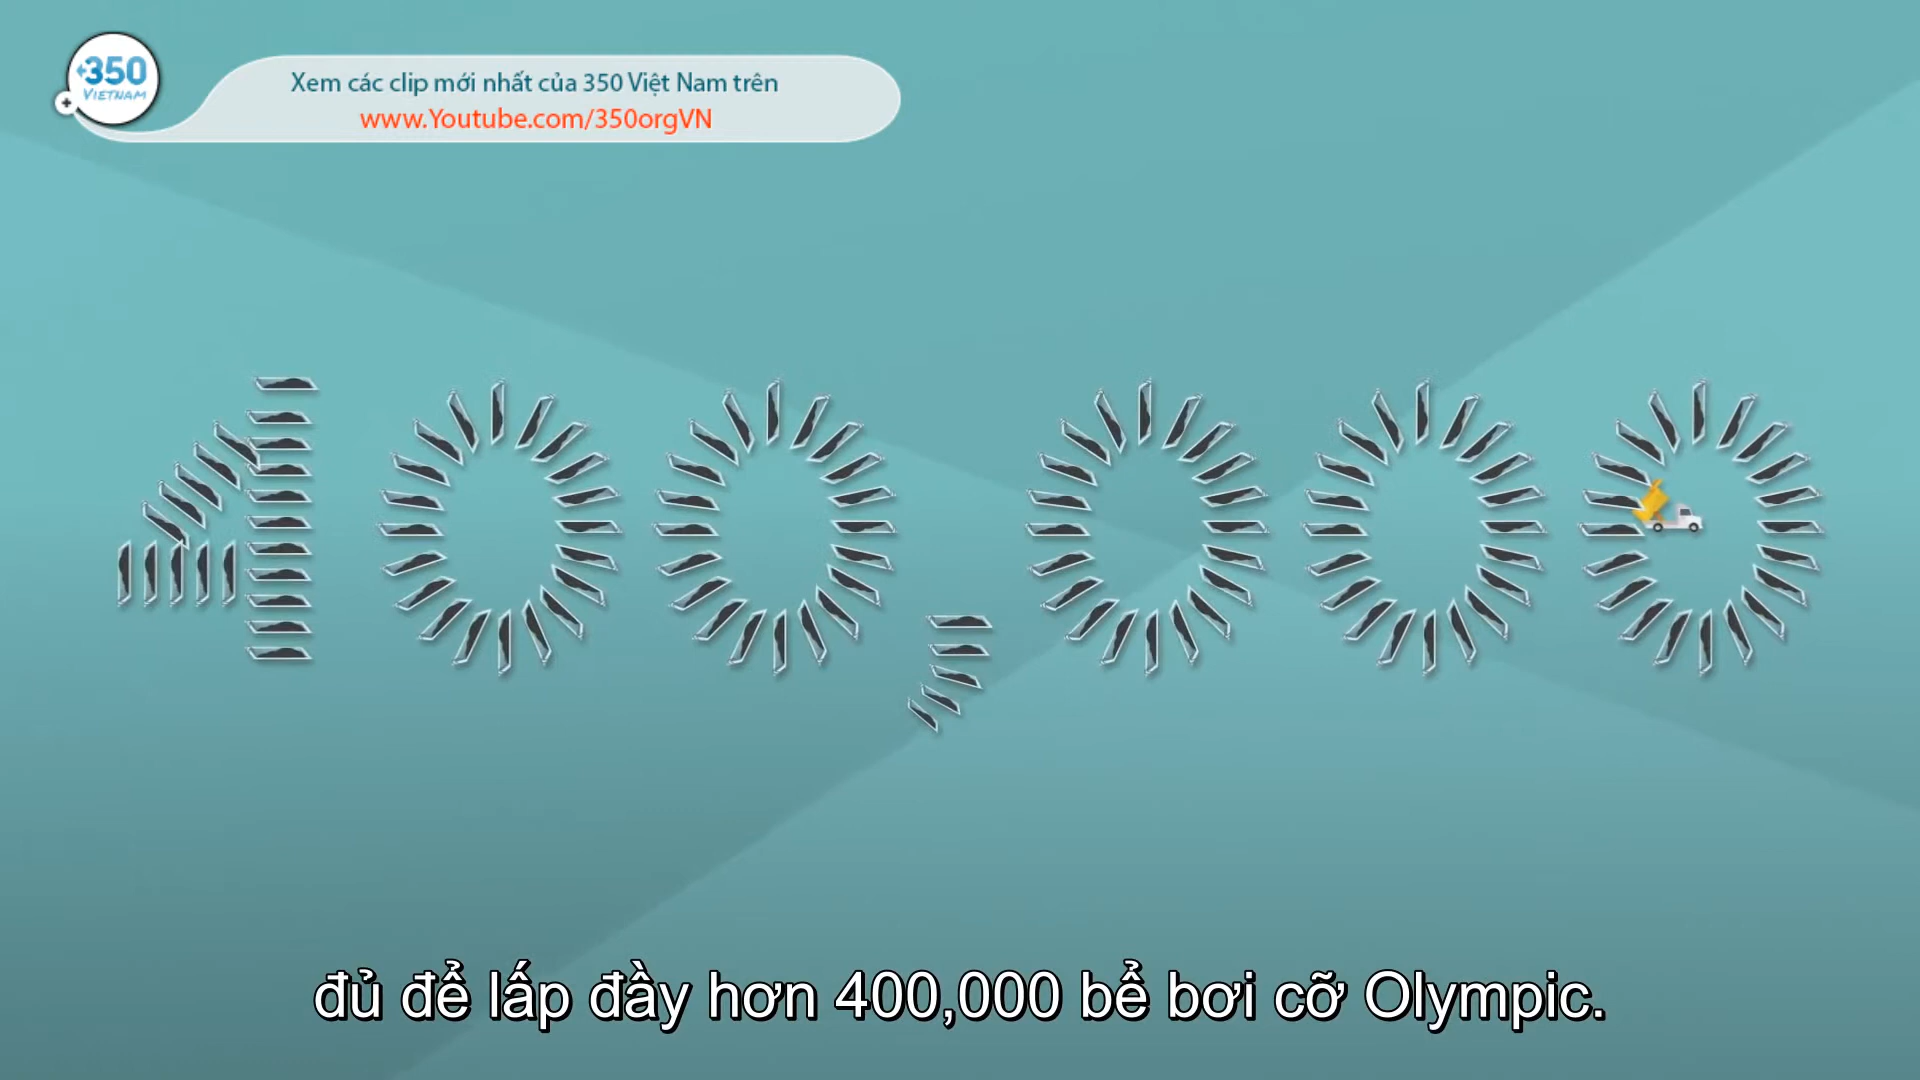 350
VIETNAM
Xem các clip mới nhất của 350 Việt Nam trên
www.Youtube.com/350orgVN
400,000
đủ để lấp đầy hơn 400,000 bể bơi cỡ Olympic.